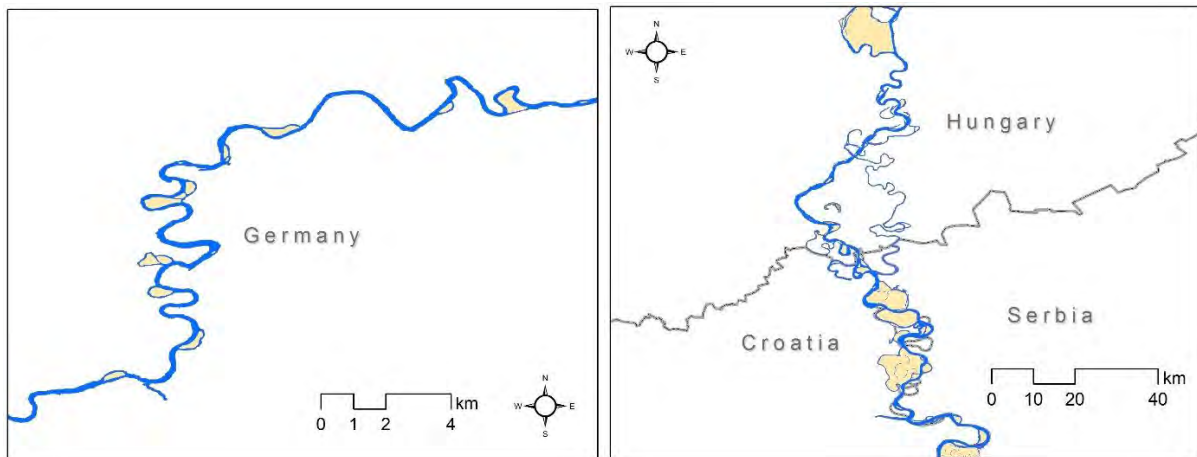 N
W E
S
Germany
0 1 2 4 km
N
W E
S
Hungary
Croatia
Serbia
0 10 20 40 km